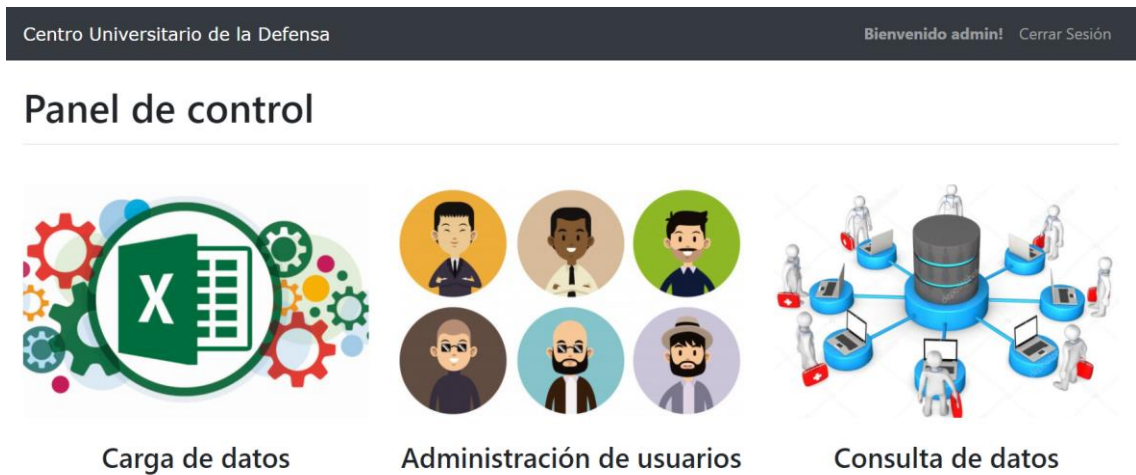 Centro Universitario de la Defensa
Bienvenido admin! Cerrar Sesión
Panel de control
X
Carga de datos
Administración de usuarios
Consulta de datos